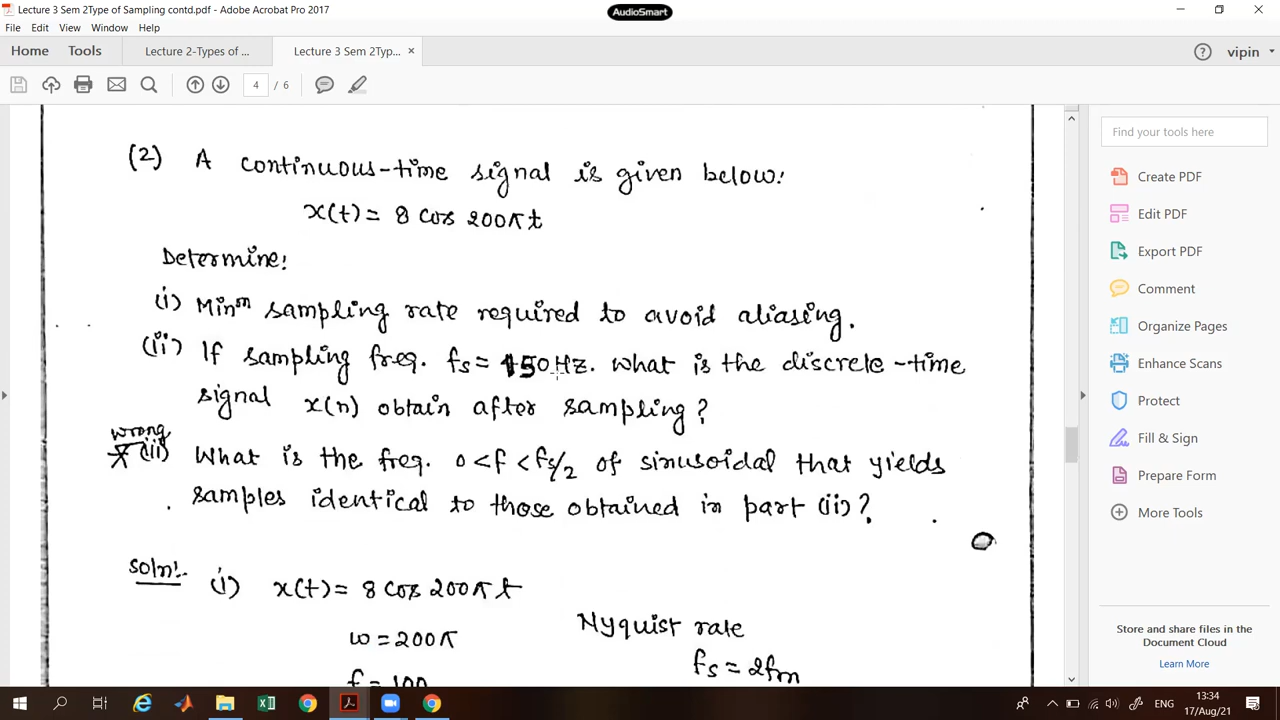 Lecture 3 Sem 2Type of Sampling contd.pdf - Adobe Acrobat Pro 2017
AudioSmart
File Edit View Window Help
Home Tools Lecture 2-Types of ... Lecture 3 Sem 2Typ... × vipin
4 / 6
Find your tools here
Create PDF
Edit PDF
Export PDF
Comment
Organize Pages
Enhance Scans
Protect
Fill & Sign
Prepare Form
More Tools
Store and share files in the
Document Cloud
Learn More
(2) A continuous-time signal is given below:
x(t) = 8 cos 200πt
Determine:
(i) Minᵐ sampling rate required to avoid aliasing.
(ii) If sampling freq. fs = 150Hz. What is the discrete-time
signal x(n) obtain after sampling?
wrong
(iii) What is the freq. 0<f<fs/2 of sinusoidal that yields
samples identical to those obtained in part (ii)?
Soln:- (i) x(t) = 8 cos 200πt
ω = 200π
Nyquist rate
f = 100
fs = 2fm
13:34
ENG
17/Aug/21